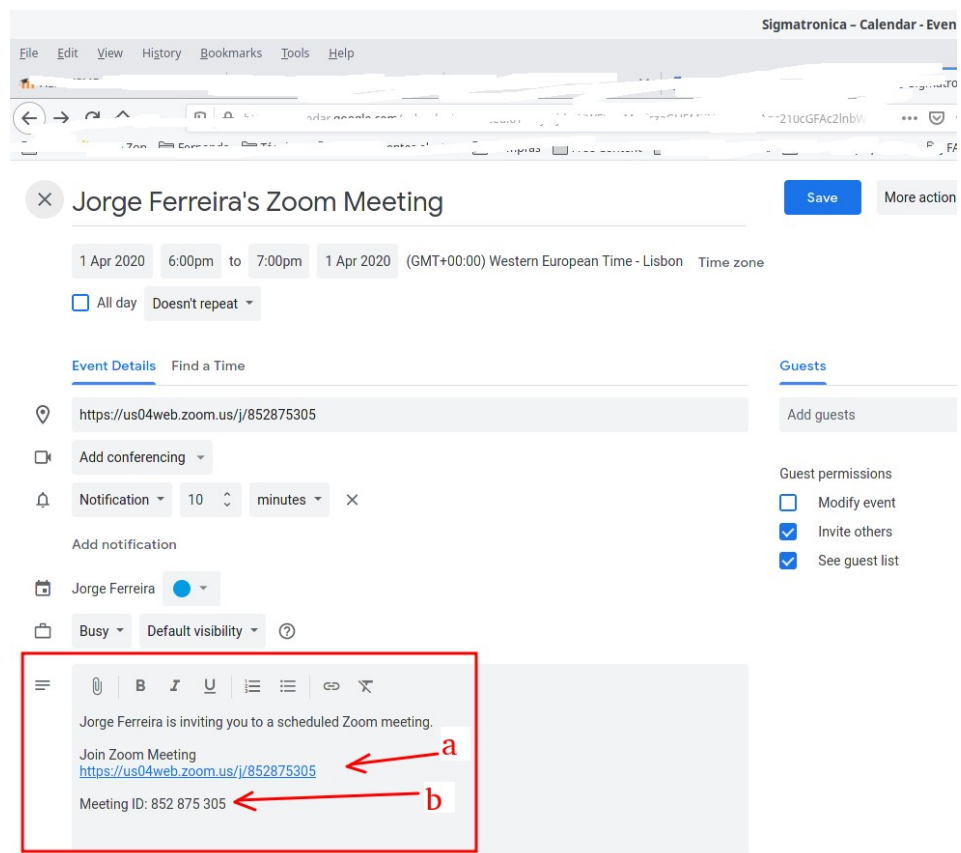 Sigmatronica – Calendar - Even
File Edit View History Bookmarks Tools Help
Jorge Ferreira's Zoom Meeting
Save
More action
1 Apr 2020 6:00pm to 7:00pm 1 Apr 2020 (GMT+00:00) Western European Time - Lisbon Time zone
All day Doesn't repeat
Event Details Find a Time
Guests
https://us04web.zoom.us/j/852875305
Add guests
Add conferencing
Guest permissions
Notification 10 minutes
Modify event
Invite others
Add notification
See guest list
Jorge Ferreira
Busy Default visibility
B I U
Jorge Ferreira is inviting you to a scheduled Zoom meeting.
a
Join Zoom Meeting
https://us04web.zoom.us/j/852875305
b
Meeting ID: 852 875 305